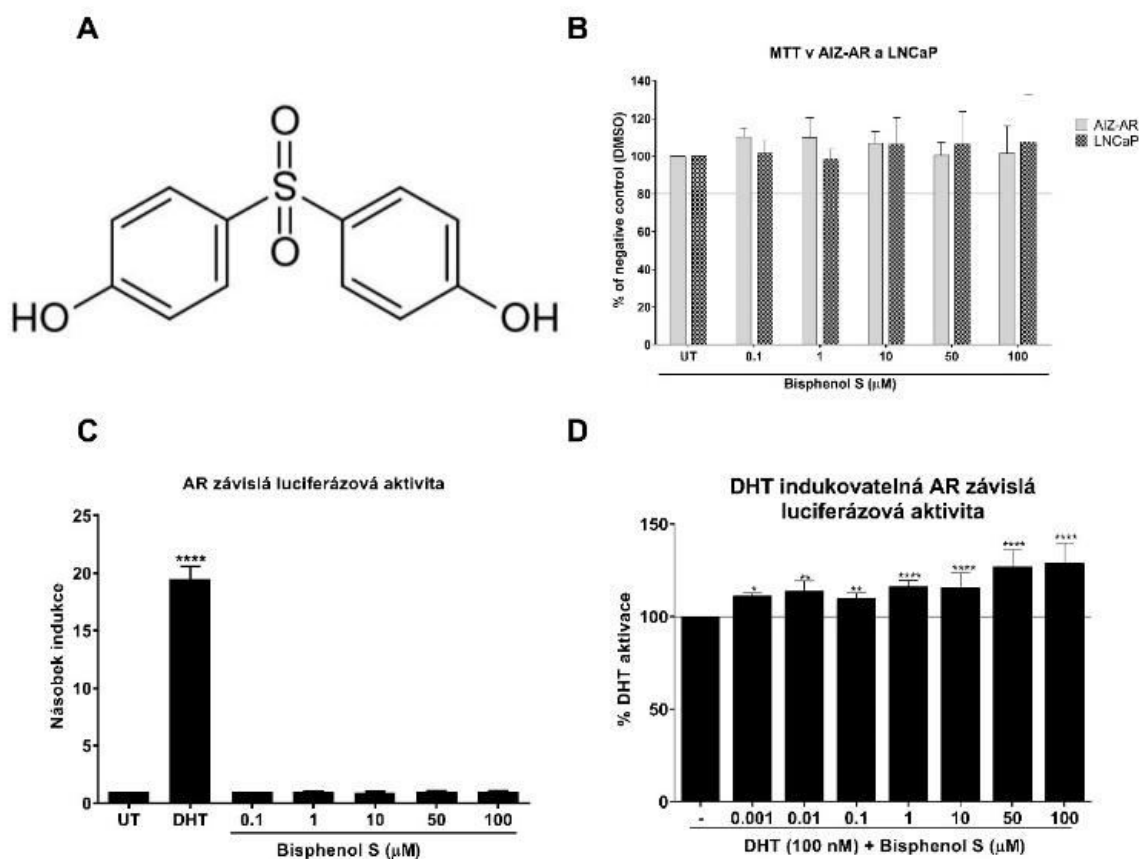 A
O
S
O
HO
OH
B
MTT v AIZ-AR a LNCaP
% of negative control (DMSO)
140
120
100
80
60
40
20
0
AIZ-AR
LNCaP
UT 0.1 1 10 50 100
Bisphenol S (µM)
C
AR závislá luciferázová aktivita
Násobek indukce
25
20
15
10
5
0
****
UT DHT 0.1 1 10 50 100
Bisphenol S (µM)
D
DHT indukovatelná AR závislá
luciferázová aktivita
% DHT aktivace
150
100
50
0
* ** ** **** **** **** ****
- 0.001 0.01 0.1 1 10 50 100
DHT (100 nM) + Bisphenol S (µM)